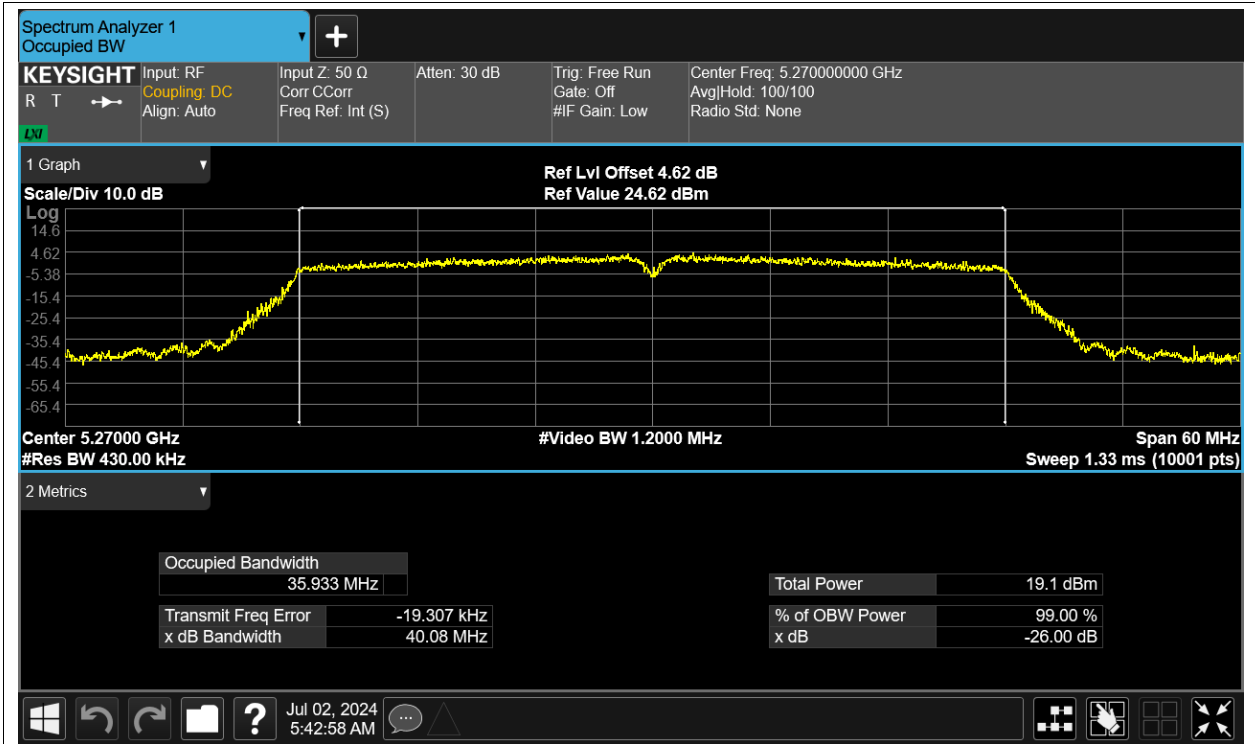 Spectrum Analyzer 1
Occupied BW
KEYSIGHT
R T
LXI
Input: RF
Coupling: DC
Align: Auto
Input Z: 50 Ω
Corr CCorr
Freq Ref: Int (S)
Atten: 30 dB
Trig: Free Run
Gate: Off
#IF Gain: Low
Center Freq: 5.270000000 GHz
Avg|Hold: 100/100
Radio Std: None
1 Graph
Scale/Div 10.0 dB
Ref Lvl Offset 4.62 dB
Ref Value 24.62 dBm
Log
14.6
4.62
-5.38
-15.4
-25.4
-35.4
-45.4
-55.4
-65.4
Center 5.27000 GHz
#Video BW 1.2000 MHz
Span 60 MHz
#Res BW 430.00 kHz
Sweep 1.33 ms (10001 pts)
2 Metrics
Occupied Bandwidth
35.933 MHz
Transmit Freq Error -19.307 kHz
x dB Bandwidth 40.08 MHz
Total Power 19.1 dBm
% of OBW Power 99.00 %
x dB -26.00 dB
?
Jul 02, 2024
5:42:58 AM